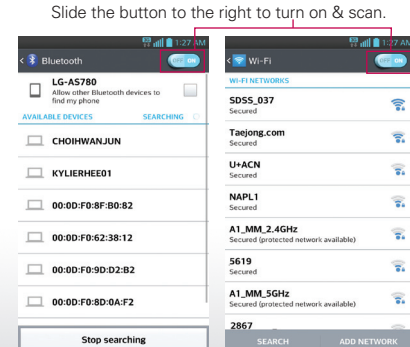 Slide the button to the right to turn on & scan.
1:27 AM
Bluetooth
OFF ON
LG-AS780
Allow other Bluetooth devices to
find my phone
AVAILABLE DEVICES SEARCHING
CHOIHWANJUN
KYLIERHEE01
00:0D:F0:8F:B0:82
00:0D:F0:62:38:12
00:0D:F0:9D:D2:B2
00:0D:F0:8D:0A:F2
Stop searching
1:27 AM
Wi-Fi
OFF ON
WI-FI NETWORKS
SDSS_037
Secured
Taejong.com
Secured
U+ACN
Secured
NAPL1
Secured
A1_MM_2.4GHz
Secured (protected network available)
5619
Secured
A1_MM_5GHz
Secured (protected network available)
2867
SEARCH ADD NETWORK